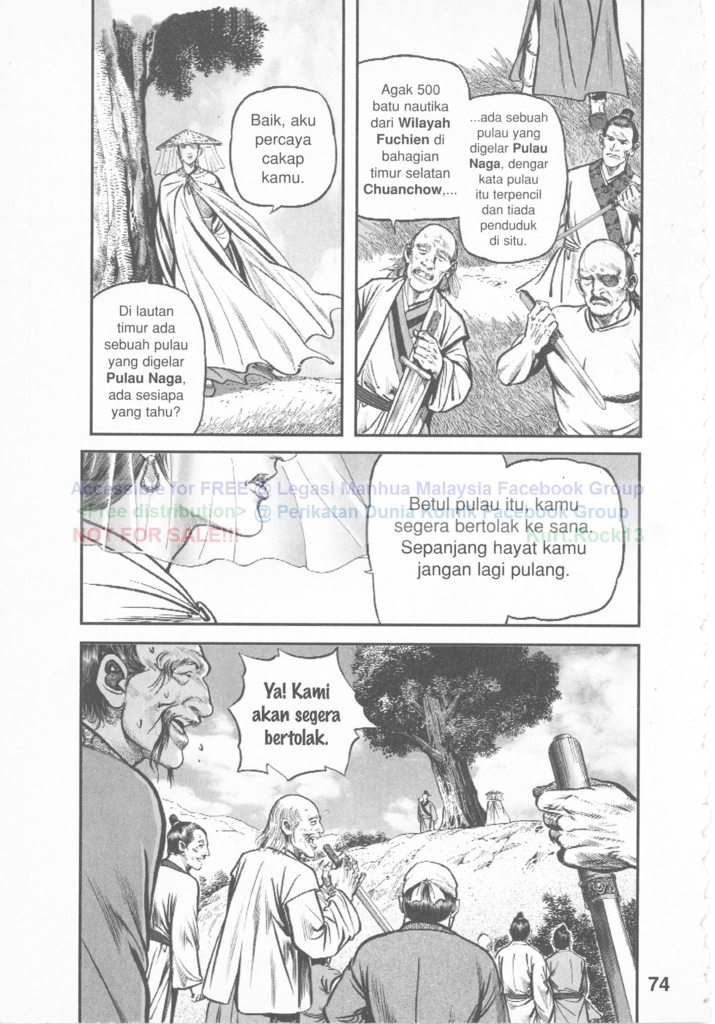 Baik, aku
percaya
cakap
kamu.
Di lautan
timur ada
sebuah pulau
yang digelar
Pulau Naga,
ada sesiapa
yang tahu?
Agak 500
batu nautika
dari Wilayah
Fuchien di
bahagian
timur selatan
Chuanchow,...
...ada sebuah
pulau yang
digelar Pulau
Naga, dengar
kata pulau
itu terpencil
dan tiada
penduduk
di situ.
Accessible for FREE @ Legasi Manhua Malaysia Facebook Group
<Free distribution> @ Perikatan Dunia Komik Facebook Group
NOT FOR SALE!!! Kurt.Rock13
Betul pulau itu, kamu
segera bertolak ke sana.
Sepanjang hayat kamu
jangan lagi pulang.
Ya! Kami
akan segera
bertolak.
74